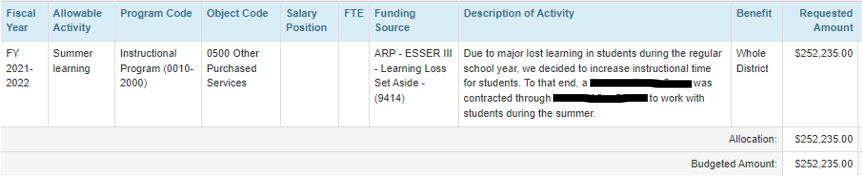 Fiscal Year Allowable Activity Program Code Object Code Salary Position FTE Funding Source Description of Activity Benefit Requested Amount
FY 2021-2022
Summer learning
Instructional Program (0010-2000)
0500 Other Purchased Services
ARP - ESSER III - Learning Loss Set Aside - (9414)
Due to major lost learning in students during the regular
school year, we decided to increase instructional time
for students. To that end, a was
contracted through to work with
students during the summer.
Whole District
$252,235.00
Allocation: $252,235.00
Budgeted Amount: $252,235.00